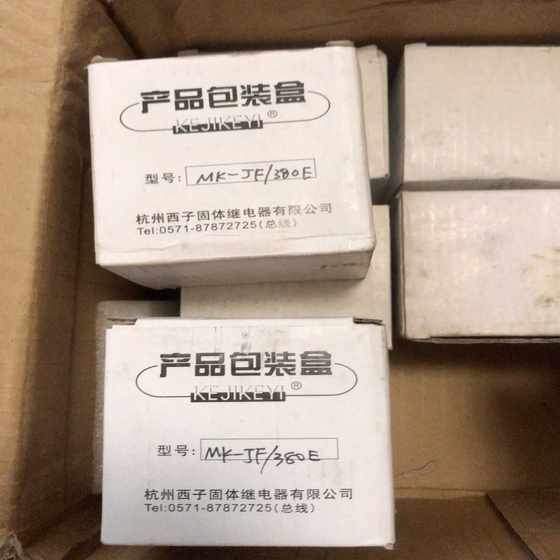 产品包装盒
KEJIKEYI®
型号: MK-JF/380E
杭州西子固体继电器有限公司
Tel:0571-87872725(总线)
产品包装盒
KEJIKEYI®
型号: MK-JF/380E
杭州西子固体继电器有限公司
Tel:0571-87872725(总线)